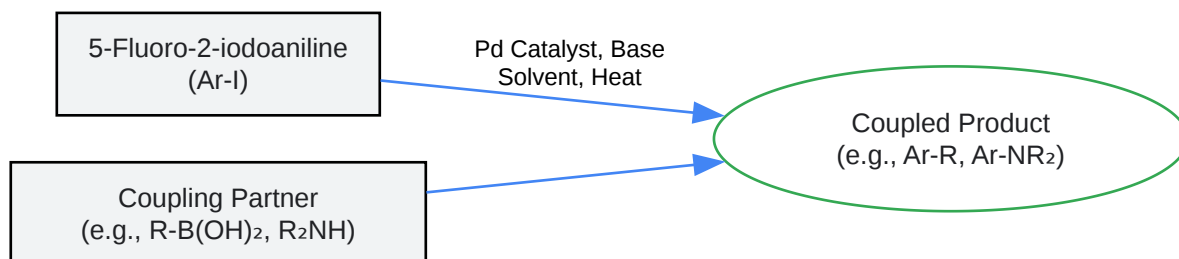 5-Fluoro-2-iodoaniline
(Ar-I)
Pd Catalyst, Base
Solvent, Heat
Coupled Product
(e.g., Ar-R, Ar-NR₂)
Coupling Partner
(e.g., R-B(OH)₂, R₂NH)